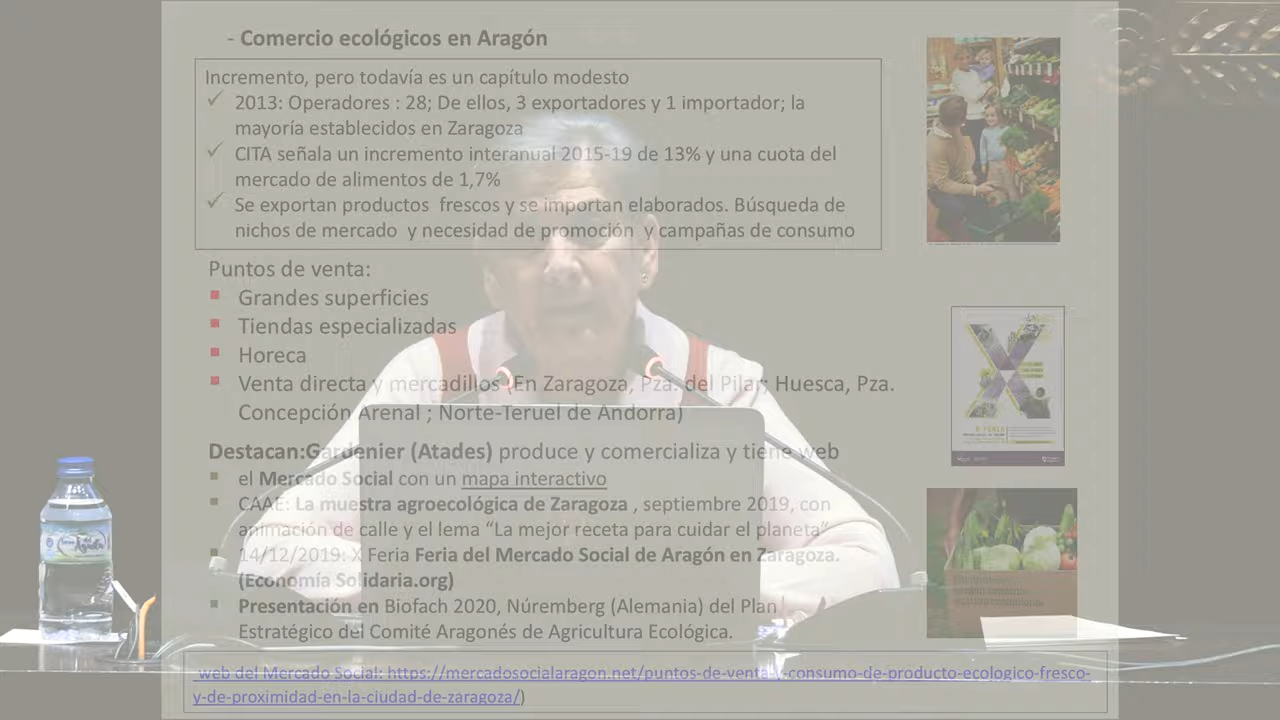 - Comercio ecológicos en Aragón
Incremento, pero todavía es un capítulo modesto
✓ 2013: Operadores : 28; De ellos, 3 exportadores y 1 importador; la
mayoría establecidos en Zaragoza
✓ CITA señala un incremento interanual 2015-19 de 13% y una cuota del
mercado de alimentos de 1,7%
✓ Se exportan productos frescos y se importan elaborados. Búsqueda de
nichos de mercado y necesidad de promoción y campañas de consumo
Puntos de venta:
▪ Grandes superficies
▪ Tiendas especializadas
▪ Horeca
▪ Venta directa y mercadillos (En Zaragoza, Pza. del Pilar; Huesca, Pza.
Concepción Arenal ; Norte-Teruel de Andorra)
Destacan:Gardenier (Atades) produce y comercializa y tiene web
▪ el Mercado Social con un mapa interactivo
▪ CAAE: La muestra agroecológica de Zaragoza , septiembre 2019, con
animación de calle y el lema “La mejor receta para cuidar el planeta”
▪ 14/12/2019: X Feria Feria del Mercado Social de Aragón en Zaragoza.
(Economía Solidaria.org)
▪ Presentación en Biofach 2020, Núremberg (Alemania) del Plan
Estratégico del Comité Aragonés de Agricultura Ecológica.
web del Mercado Social: https://mercadosocialaragon.net/puntos-de-venta-y-consumo-de-producto-ecologico-fresco-
y-de-proximidad-en-la-ciudad-de-zaragoza/)
X